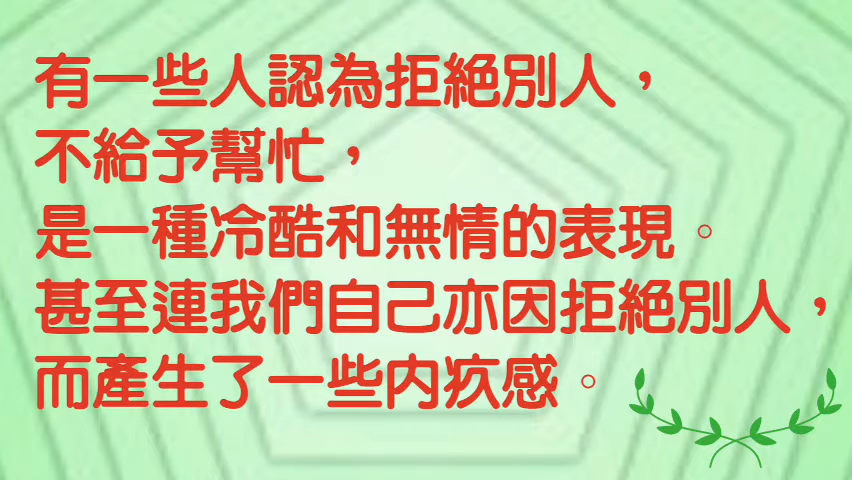 有一些人認為拒絕別人，
不給予幫忙，
是一種冷酷和無情的表現。
甚至連我們自己亦因拒絕別人，
而產生了一些內疚感。